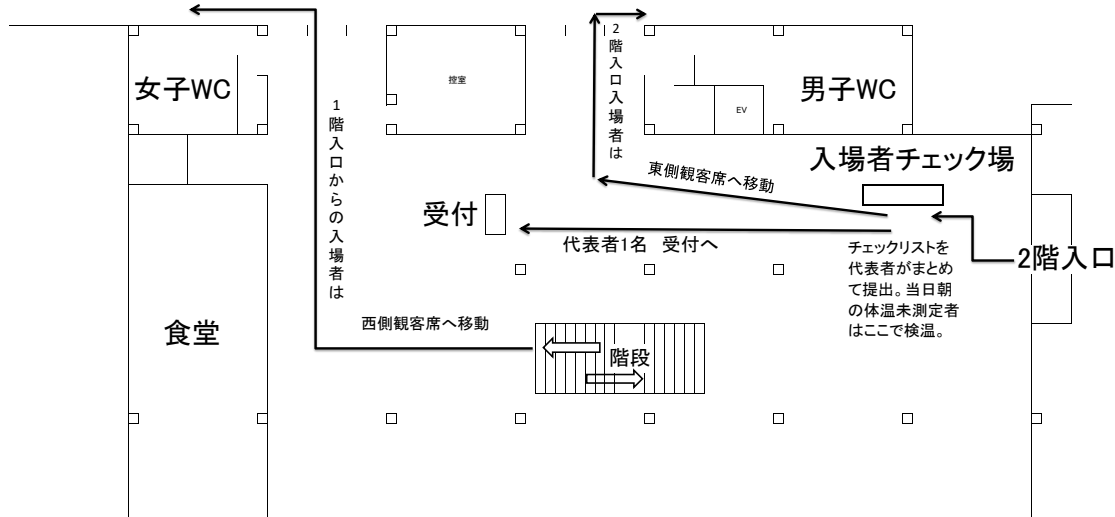 女子WC
控室
EV
男子WC
1階入口からの入場者は
2階入口入場者は
入場者チェック場
東側観客席へ移動
受付
代表者1名　受付へ
チェックリストを
代表者がまとめ
て提出。当日朝
の体温未測定者
はここで検温。
2階入口
西側観客席へ移動
食堂
階段